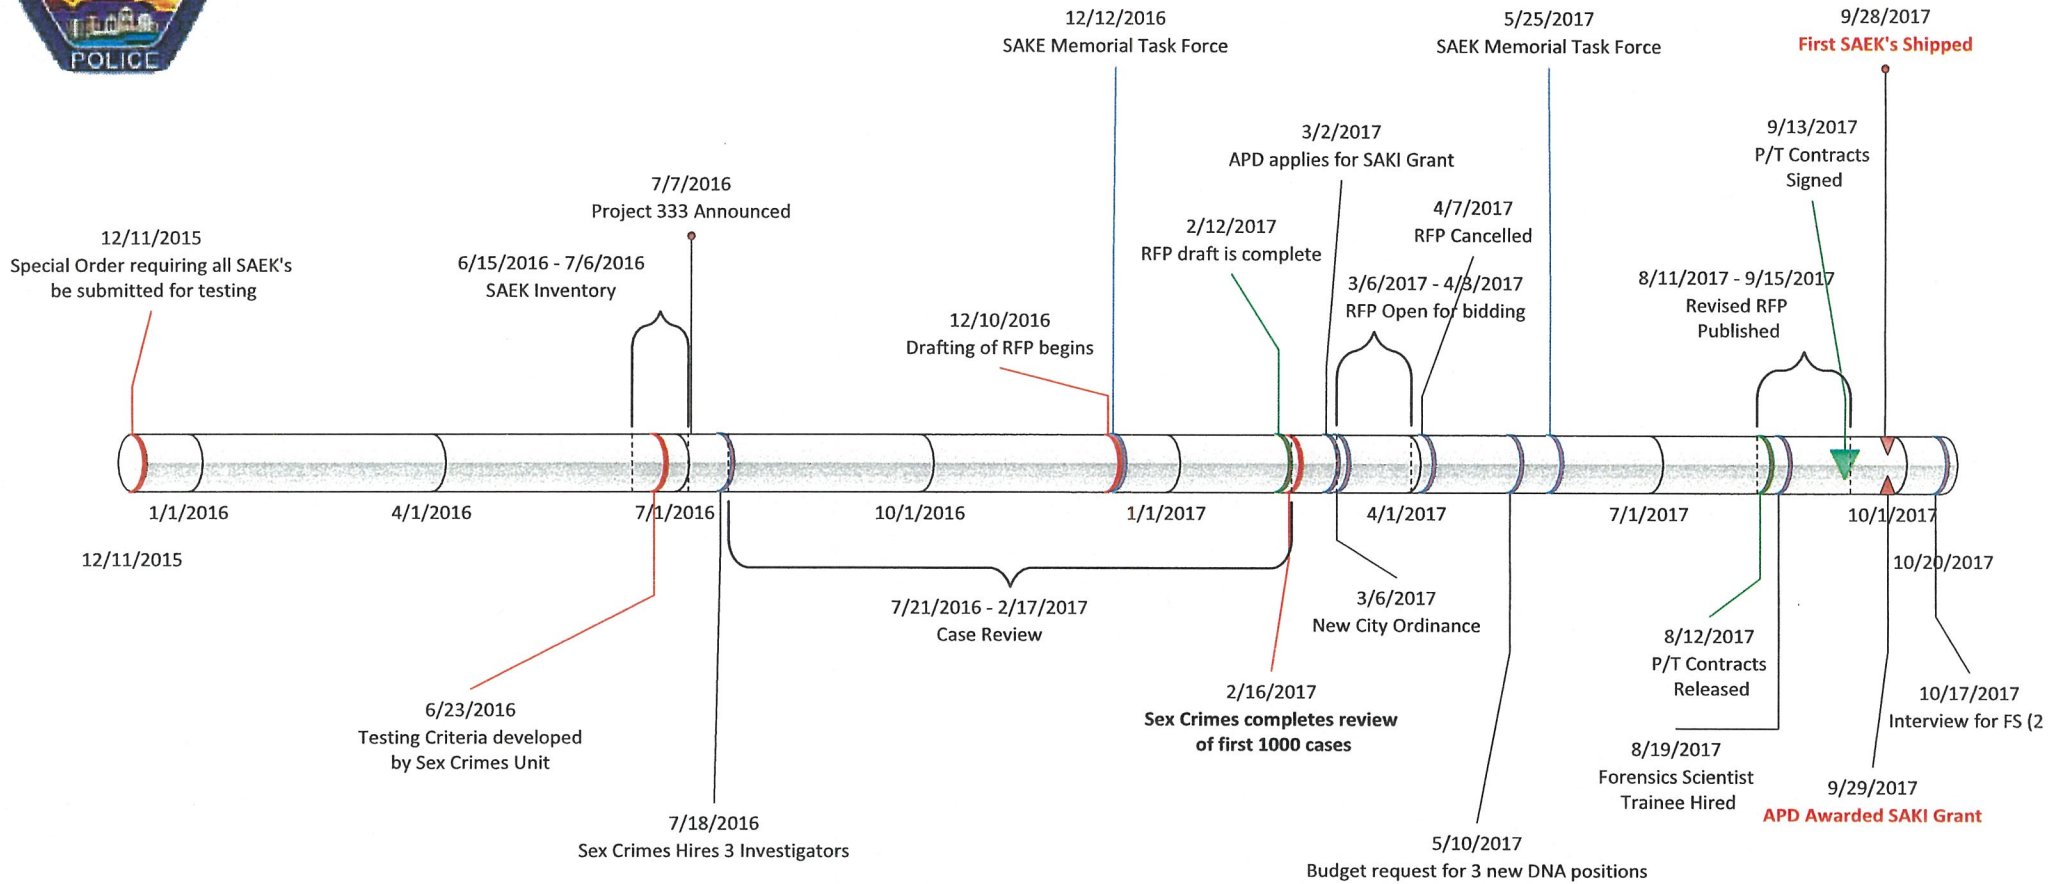 POLICE
12/12/2016
SAKE Memorial Task Force
5/25/2017
SAEK Memorial Task Force
9/28/2017
First SAEK's Shipped
3/2/2017
APD applies for SAKI Grant
9/13/2017
P/T Contracts
Signed
7/7/2016
Project 333 Announced
4/7/2017
RFP Cancelled
2/12/2017
RFP draft is complete
12/11/2015
Special Order requiring all SAEK's
be submitted for testing
6/15/2016 - 7/6/2016
SAEK Inventory
3/6/2017 - 4/3/2017
RFP Open for bidding
8/11/2017 - 9/15/2017
Revised RFP
Published
12/10/2016
Drafting of RFP begins
1/1/2016
4/1/2016
7/1/2016
10/1/2016
1/1/2017
4/1/2017
7/1/2017
10/1/2017
12/11/2015
10/20/2017
7/21/2016 - 2/17/2017
Case Review
3/6/2017
New City Ordinance
8/12/2017
P/T Contracts
Released
6/23/2016
Testing Criteria developed
by Sex Crimes Unit
2/16/2017
Sex Crimes completes review
of first 1000 cases
10/17/2017
Interview for FS (2
8/19/2017
Forensics Scientist
Trainee Hired
9/29/2017
APD Awarded SAKI Grant
7/18/2016
Sex Crimes Hires 3 Investigators
5/10/2017
Budget request for 3 new DNA positions